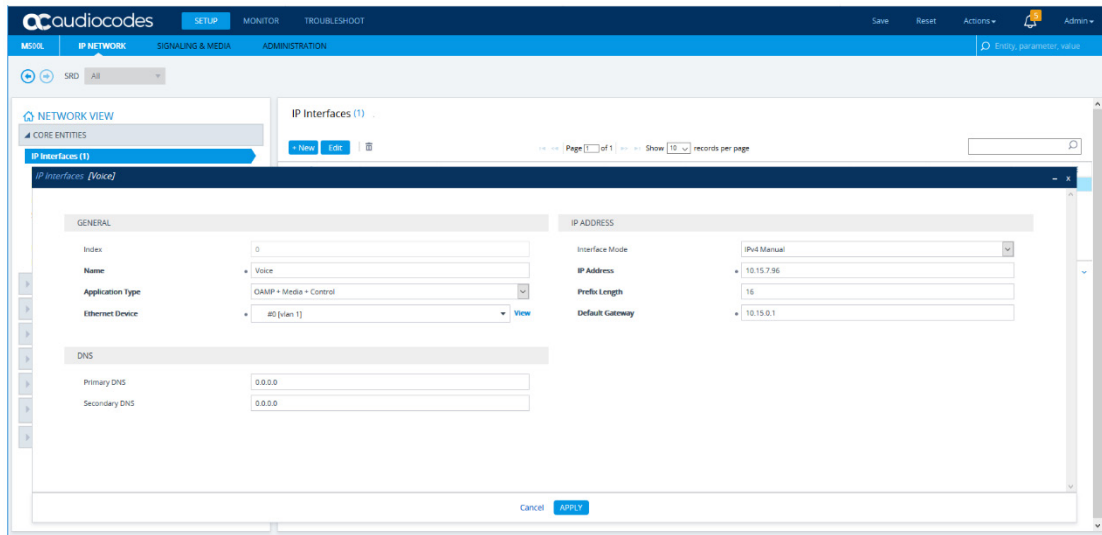 audiocodes SETUP MONITOR TROUBLESHOOT Save Reset Actions 5 Admin
M500L IP NETWORK SIGNALING & MEDIA ADMINISTRATION Entity, parameter, value
SRD All
NETWORK VIEW
CORE ENTITIES
IP Interfaces (1)
IP Interfaces (1)
+ New Edit Page 1 of 1 Show 10 records per page
IP Interfaces [Voice] – x
GENERAL
Index 0
Name Voice
Application Type OAMP + Media + Control
Ethernet Device #0 [vlan 1] View
IP ADDRESS
Interface Mode IPv4 Manual
IP Address 10.15.7.96
Prefix Length 16
Default Gateway 10.15.0.1
DNS
Primary DNS 0.0.0.0
Secondary DNS 0.0.0.0
Cancel APPLY